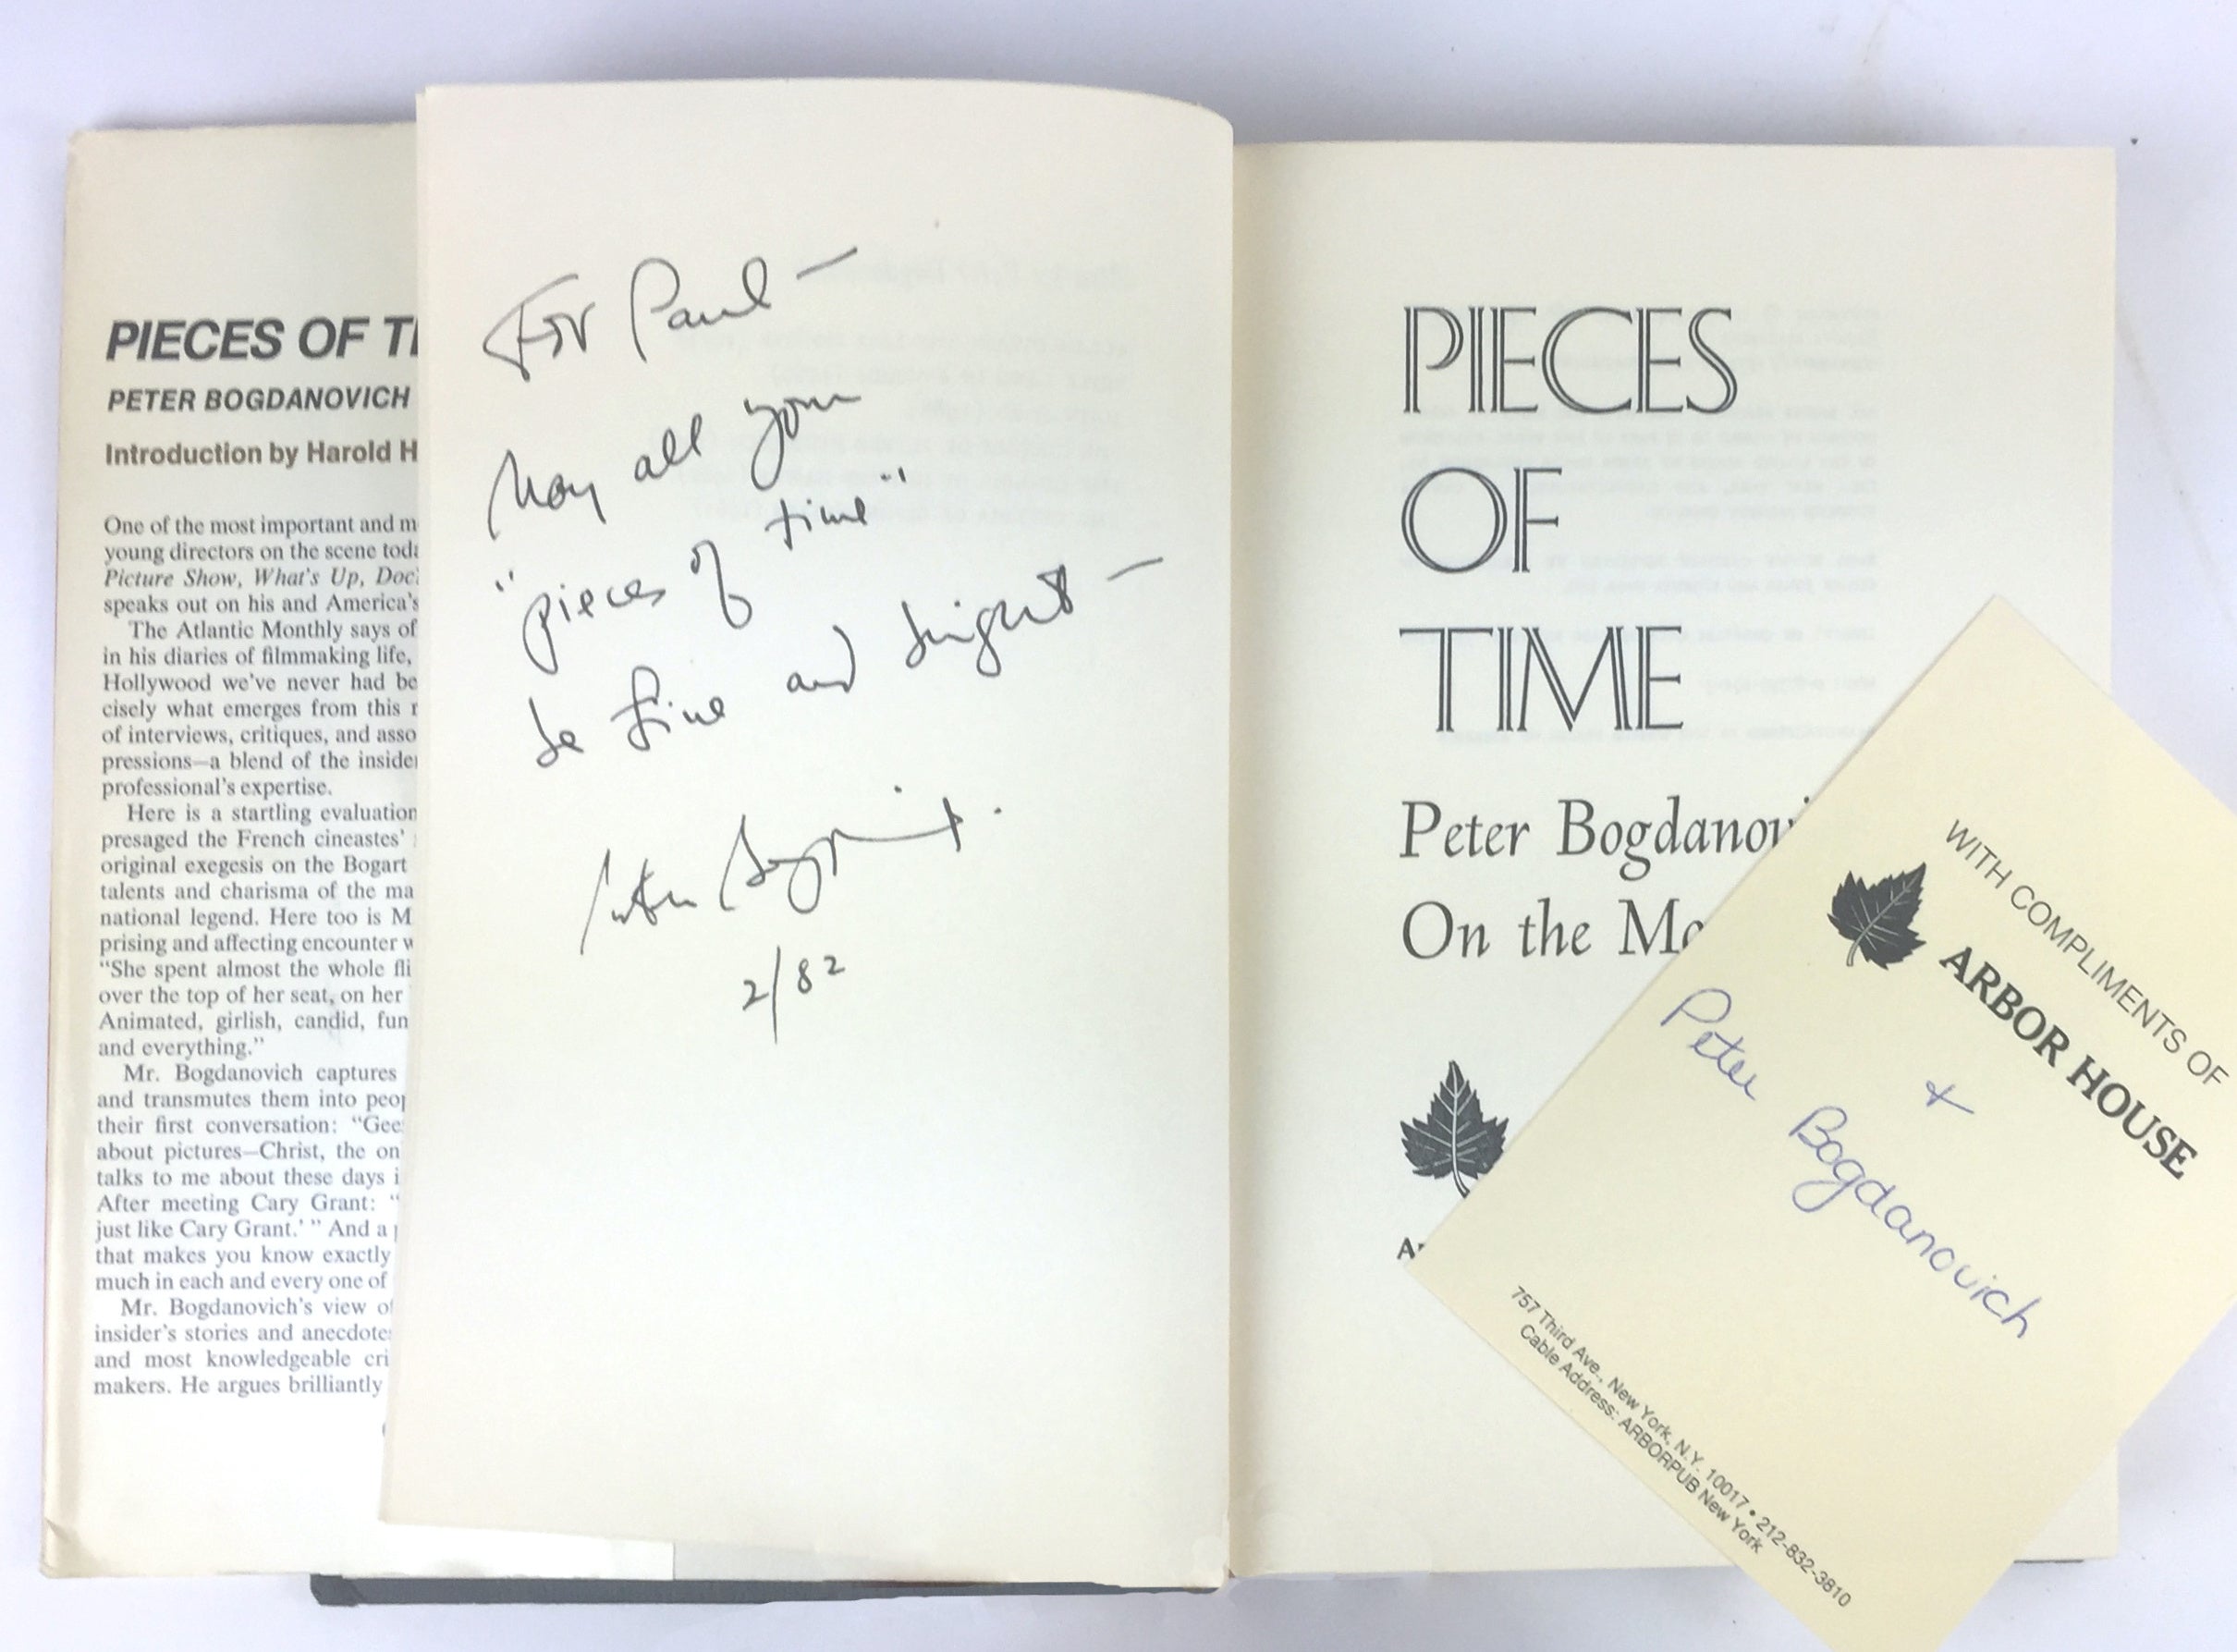 PIECES OF TI
PETER BOGDANOVICH
Introduction by Harold H
One of the most important and m
young directors on the scene toda
Picture Show, What's Up, Doc?
speaks out on his and America's
The Atlantic Monthly says of
in his diaries of filmmaking life,
Hollywood we've never had be
cisely what emerges from this r
of interviews, critiques, and asso
pressions—a blend of the insider
professional's expertise.
Here is a startling evaluation
presaged the French cineastes'
original exegesis on the Bogart
talents and charisma of the ma
national legend. Here too is M
prising and affecting encounter w
"She spent almost the whole fli
over the top of her seat, on her
Animated, girlish, candid, fun
and everything."
Mr. Bogdanovich captures
and transmutes them into peop
their first conversation: "Gee
about pictures—Christ, the on
talks to me about these days i
After meeting Cary Grant: "
just like Cary Grant.' " And a p
that makes you know exactly
much in each and every one of
Mr. Bogdanovich's view of
insider's stories and anecdotes
and most knowledgeable cri
makers. He argues brilliantly
For Paul —
May all your
"pieces of time"
be fine and bright —
Peter Bogdanovich.
2/82
PIECES
OF
TIME
Peter Bogdanovi
On the Mo
A
WITH COMPLIMENTS OF
ARBOR HOUSE
+
Peter Bogdanovich
757 Third Ave., New York, N.Y. 10017 • 212-832-3810
Cable Address: ARBORPUB New York